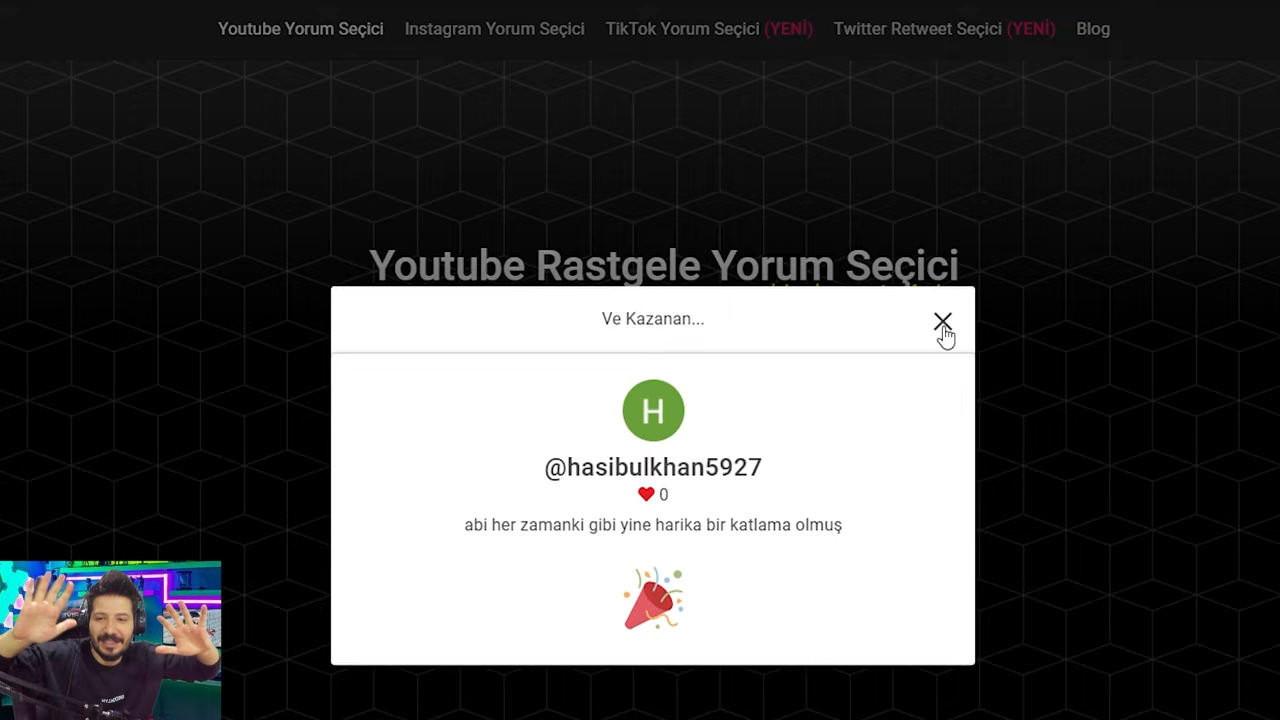 Youtube Yorum Seçici Instagram Yorum Seçici TikTok Yorum Seçici (YENİ) Twitter Retweet Seçici (YENİ) Blog
Youtube Rastgele Yorum Seçici
Ve Kazanan...
H
@hasibulkhan5927
0
abi her zamanki gibi yine harika bir katlama olmuş